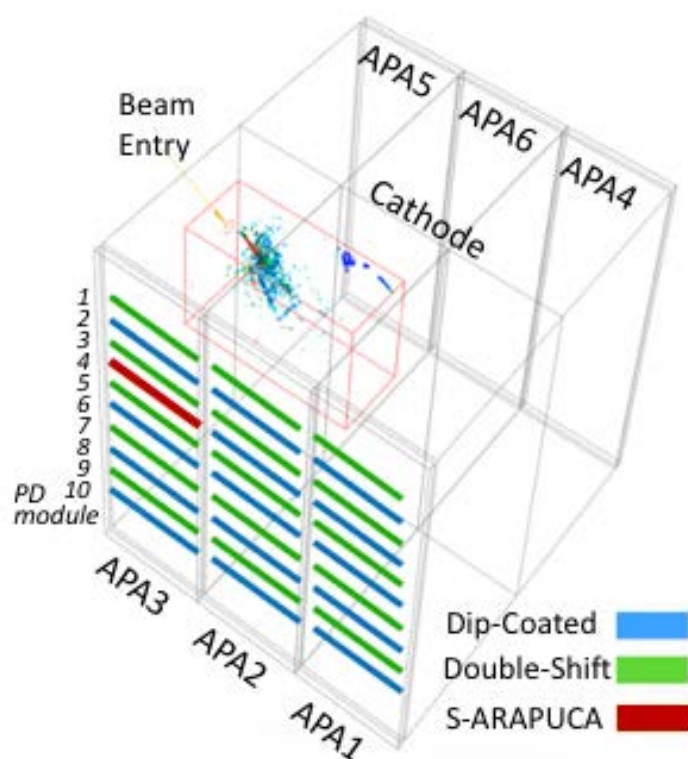 APA5
APA6
APA4
Beam
Entry
Cathode
1
2
3
4
5
6
7
8
9
10
PD
module
APA3
APA2
APA1
Dip-Coated
Double-Shift
S-ARAPUCA